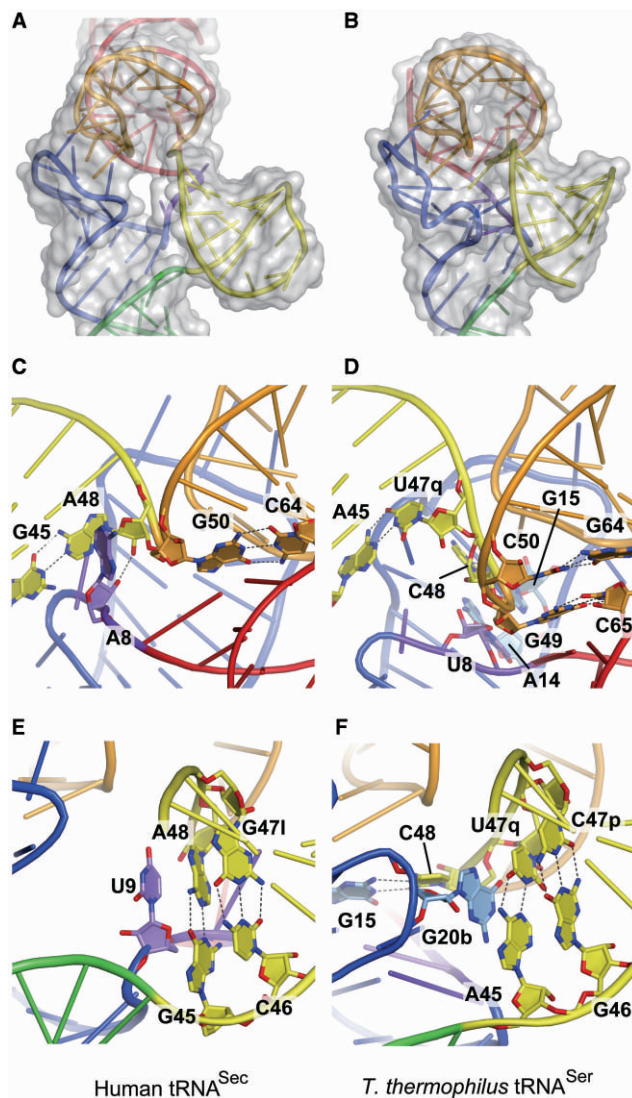 A
B
C
D
G45
A48
G50
C64
A8
A45
U47q
G15
C50
G64
C48
G49
C65
U8
A14
E
F
A48
G47l
U9
G45
C46
C48
U47q
C47p
G15
G20b
A45
G46
Human tRNASec
T. thermophilus tRNASer